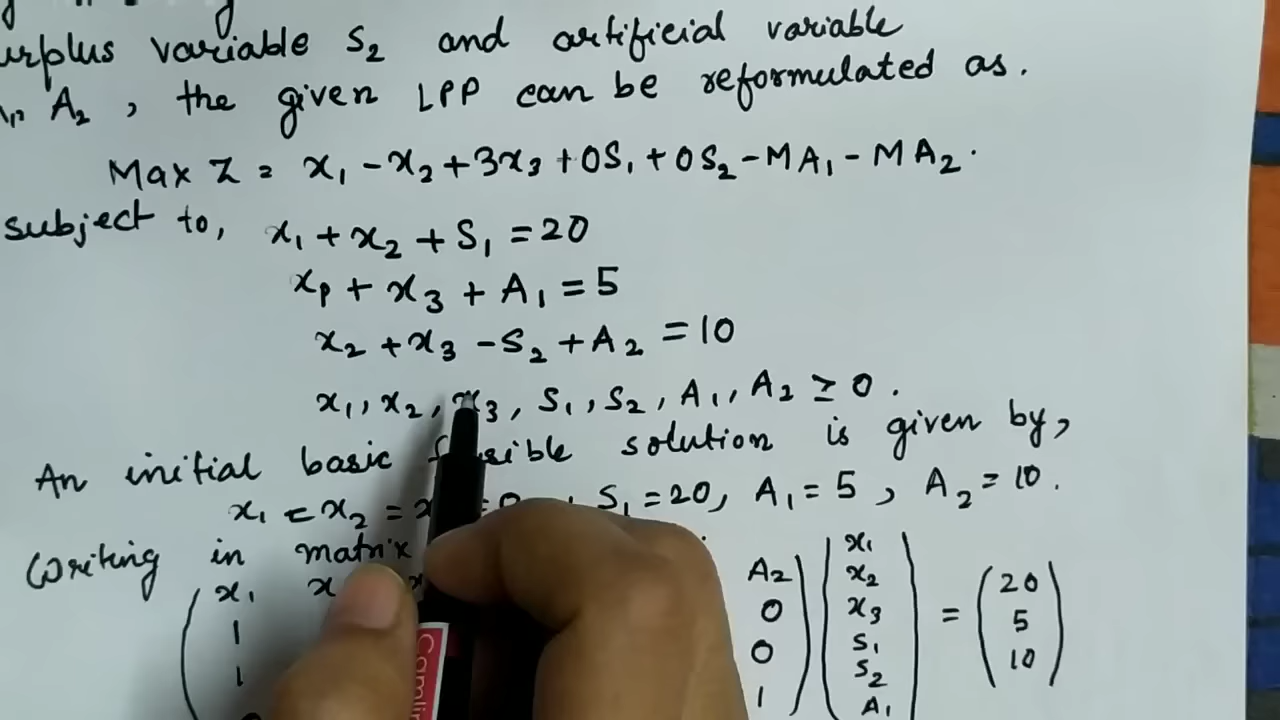 surplus variable S₂ and artificial variable
A₂, the given LPP can be reformulated as.
Max Z = x₁ - x₂ + 3x₃ + 0S₁ + 0S₂ - MA₁ - MA₂.
subject to, x₁ + x₂ + S₁ = 20
x₁ + x₃ + A₁ = 5
x₂ + x₃ - S₂ + A₂ = 10
x₁, x₂, x₃, S₁, S₂, A₁, A₂ ≥ 0.
An initial basic solution is given by,
x₁ = x₂ = S₁ = 20, A₁ = 5, A₂ = 10.
Writing in matrix
x₁ x A₂ x₁
1 0 x₂ 20
1 0 x₃ = 5
1 S₁ 10
S₂
A₁
Camlin